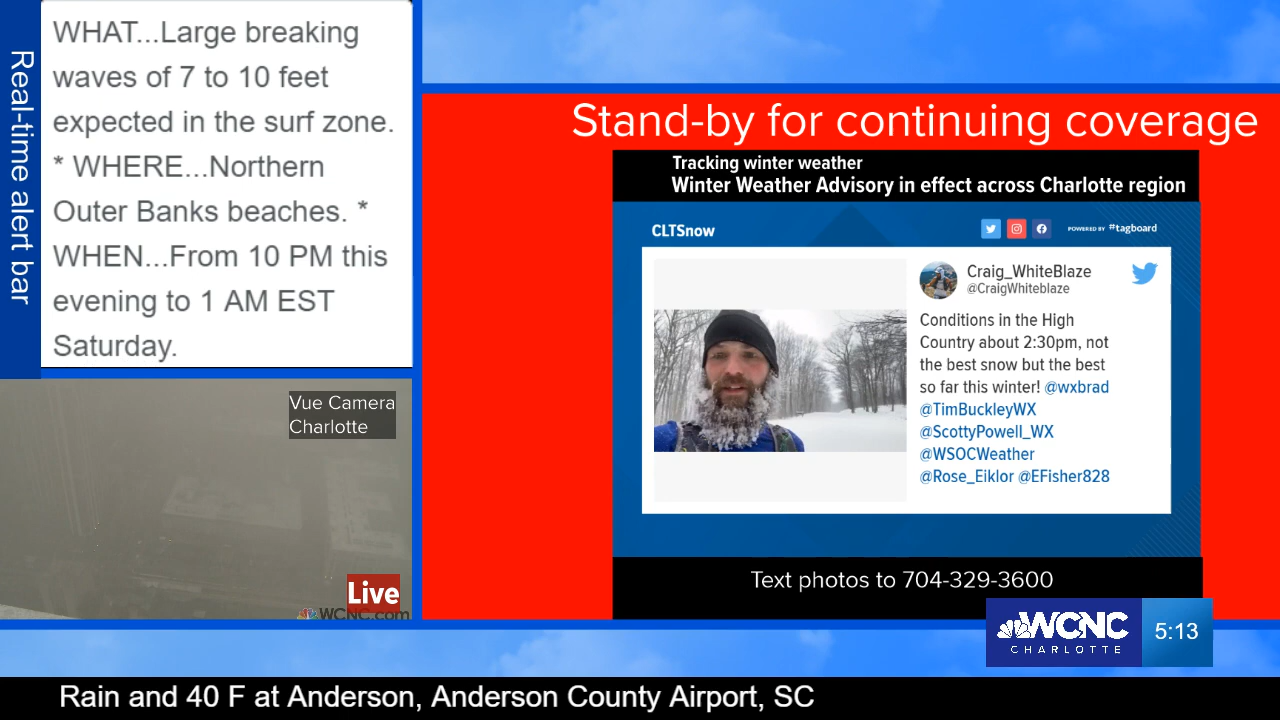 Real-time alert bar
WHAT...Large breaking
waves of 7 to 10 feet
expected in the surf zone.
* WHERE...Northern
Outer Banks beaches. *
WHEN...From 10 PM this
evening to 1 AM EST
Saturday.
Vue Camera
Charlotte
Live
WCNC.com
Stand-by for continuing coverage
Tracking winter weather
Winter Weather Advisory in effect across Charlotte region
CLTSnow
POWERED BY #tagboard
Craig_WhiteBlaze
@CraigWhiteblaze
Conditions in the High
Country about 2:30pm, not
the best snow but the best
so far this winter! @wxbrad
@TimBuckleyWX
@ScottyPowell_WX
@WSOCWeather
@Rose_Eiklor @EFisher828
Text photos to 704-329-3600
WCNC
CHARLOTTE
5:13
Rain and 40 F at Anderson, Anderson County Airport, SC